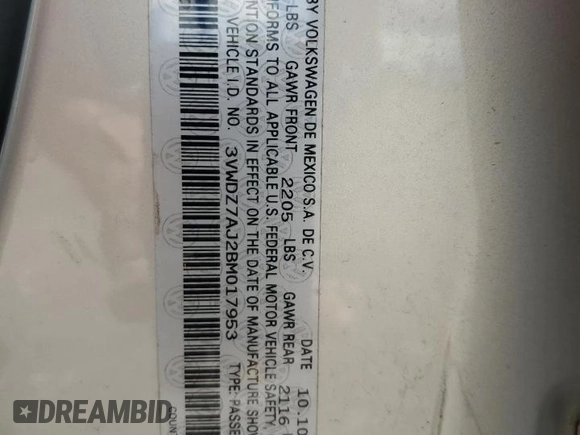 BY VOLKSWAGEN DE MEXICO S.A. DE C.V. DATE 10.10
LBS GAWR FRONT 2205 LBS GAWR REAR 2116
FORMS TO ALL APPLICABLE U.S. FEDERAL MOTOR VEHICLE SAFETY,
NTION STANDARDS IN EFFECT ON THE DATE OF MANUFACTURE SHO
VEHICLE I.D. NO. 3VWDZ7AJ2BM017953 TYPE: PASSE
COUN
DREAMBID